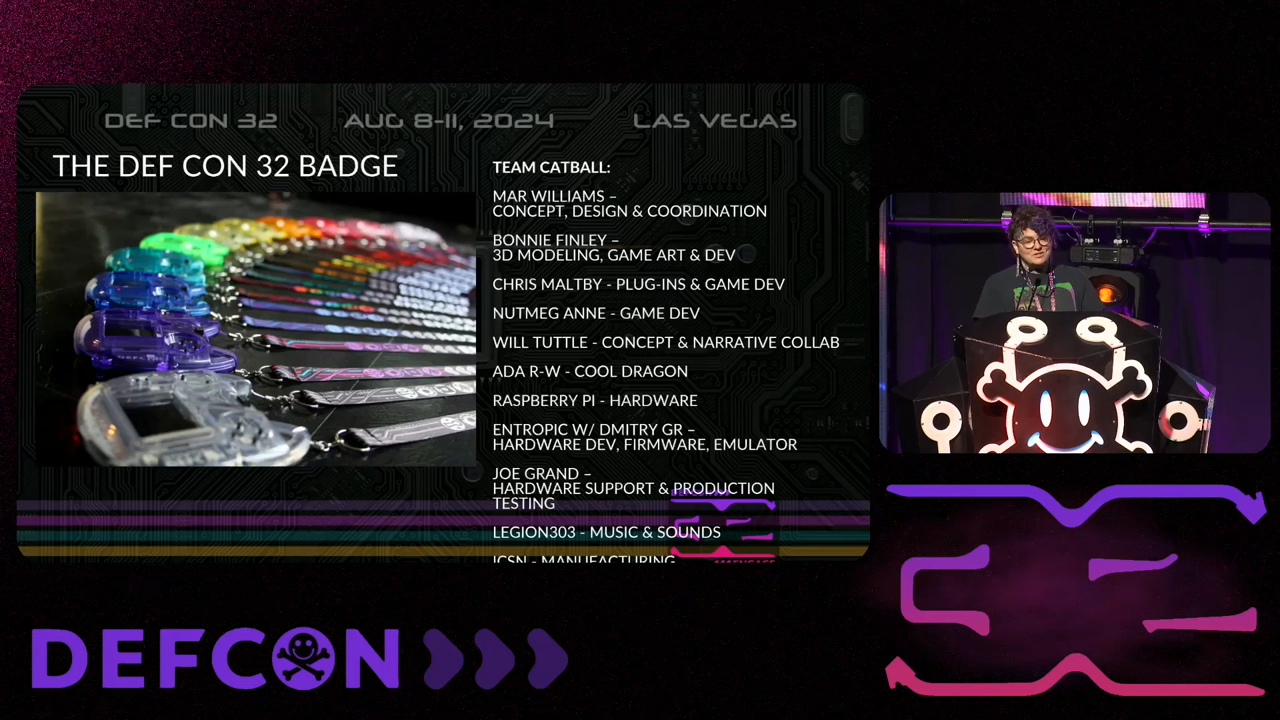 DEF CON 32 AUG 8-11, 2024 LAS VEGAS
THE DEF CON 32 BADGE
TEAM CATBALL:
MAR WILLIAMS –
CONCEPT, DESIGN & COORDINATION
BONNIE FINLEY –
3D MODELING, GAME ART & DEV
CHRIS MALTBY - PLUG-INS & GAME DEV
NUTMEG ANNE - GAME DEV
WILL TUTTLE - CONCEPT & NARRATIVE COLLAB
ADA R-W - COOL DRAGON
RASPBERRY PI - HARDWARE
ENTROPIC W/ DMITRY GR –
HARDWARE DEV, FIRMWARE, EMULATOR
JOE GRAND –
HARDWARE SUPPORT & PRODUCTION
TESTING
LEGION303 - MUSIC & SOUNDS
ICSN - MANUFACTURING
DEFCON